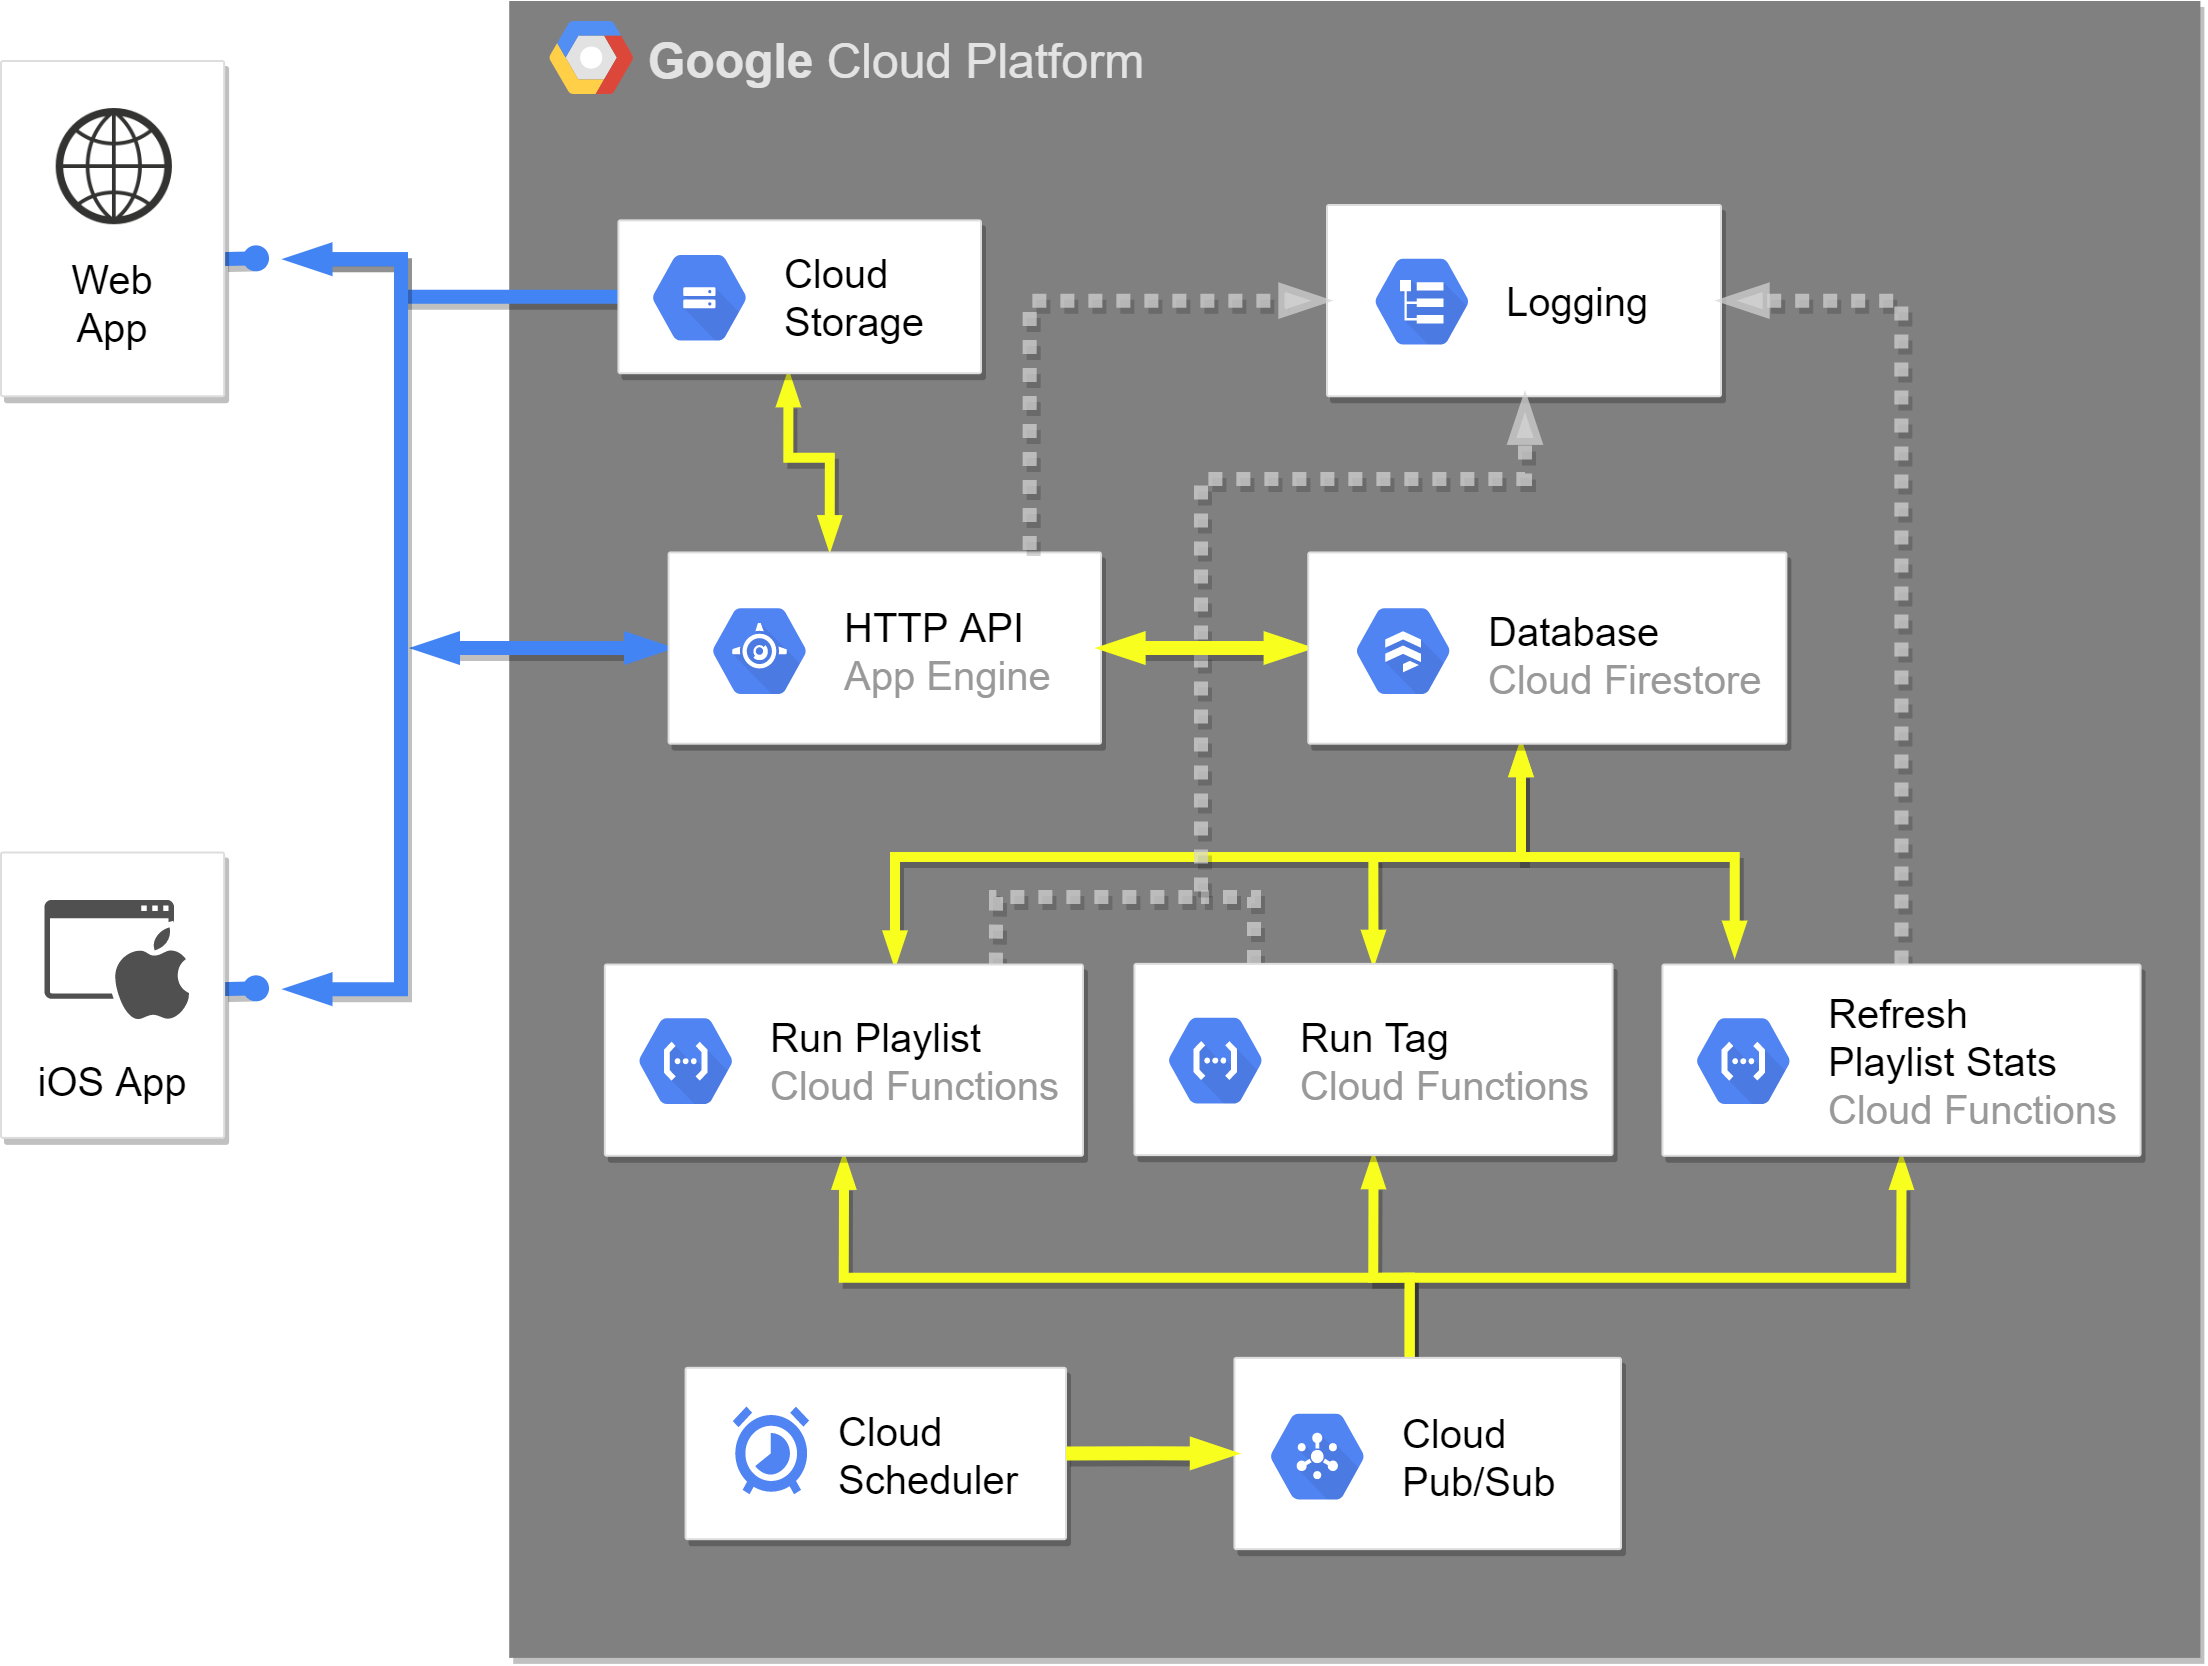 Google Cloud Platform
Web
App
Cloud
Storage
Logging
HTTP API
App Engine
Database
Cloud Firestore
iOS App
Run Playlist
Cloud Functions
Run Tag
Cloud Functions
Refresh
Playlist Stats
Cloud Functions
Cloud
Scheduler
Cloud
Pub/Sub